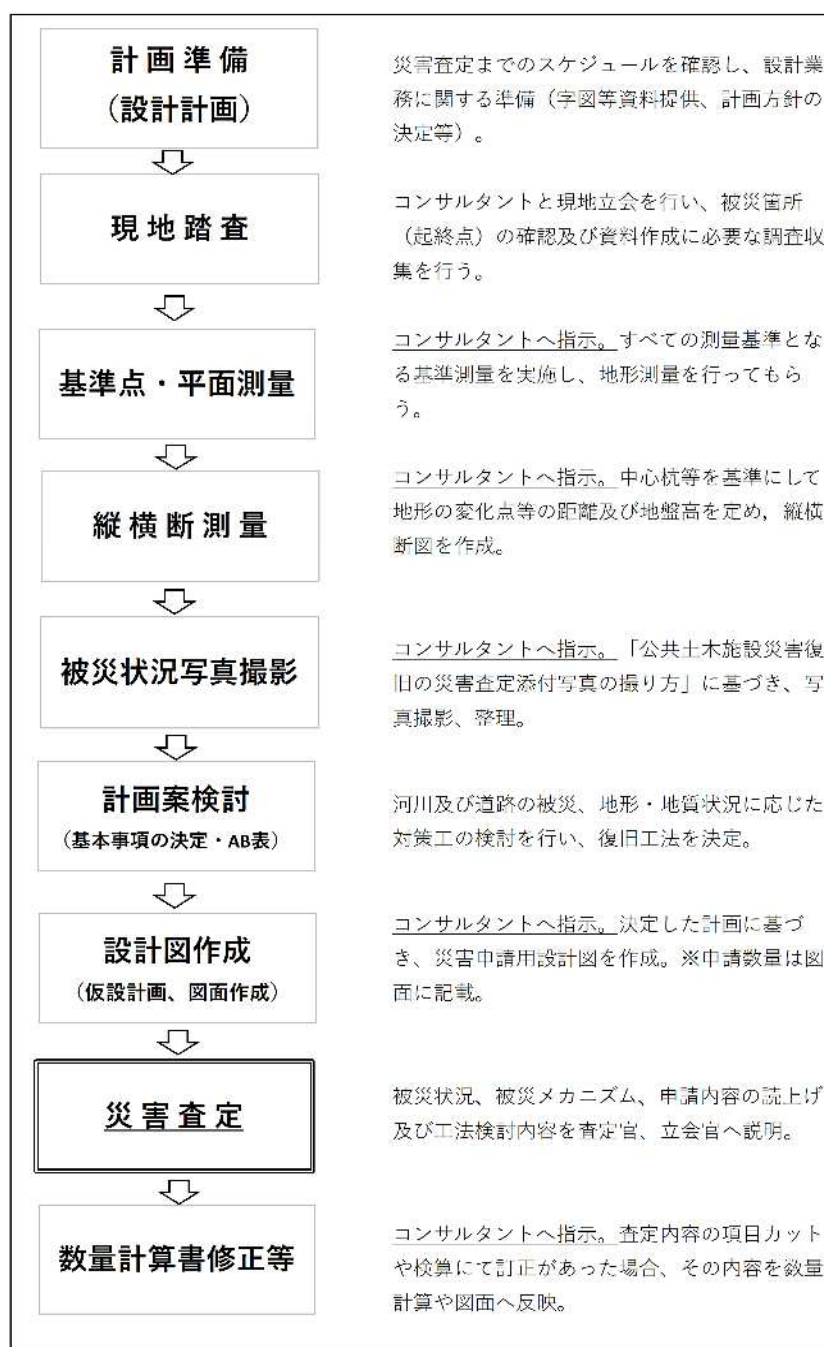 計画準備
（設計計画）
災害査定までのスケジュールを確認し、設計業
務に関する準備（字図等資料提供、計画方針の
決定等）。
現地踏査
コンサルタントと現地立会を行い、被災箇所
（起終点）の確認及び資料作成に必要な調査収
集を行う。
基準点・平面測量
コンサルタントへ指示。すべての測量基準とな
る基準測量を実施し、地形測量を行ってもら
う。
縦横断測量
コンサルタントへ指示。中心杭等を基準にして
地形の変化点等の距離及び地盤高を定め，縦横
断図を作成。
被災状況写真撮影
コンサルタントへ指示。「公共土木施設災害復
旧の災害査定添付写真の撮り方」に基づき、写
真撮影、整理。
計画案検討
（基本事項の決定・AB表）
河川及び道路の被災、地形・地質状況に応じた
対策工の検討を行い、復旧工法を決定。
設計図作成
（仮設計画、図面作成）
コンサルタントへ指示。決定した計画に基づ
き、災害申請用設計図を作成。※申請数量は図
面に記載。
災害査定
被災状況、被災メカニズム、申請内容の読上げ
及び工法検討内容を査定官、立会官へ説明。
数量計算書修正等
コンサルタントへ指示。査定内容の項目カット
や検算にて訂正があった場合、その内容を数量
計算や図面へ反映。